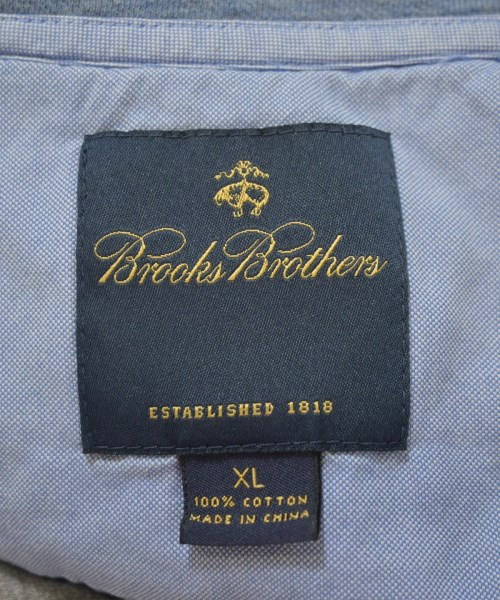 Brooks Brothers
ESTABLISHED 1818
XL
100% COTTON
MADE IN CHINA